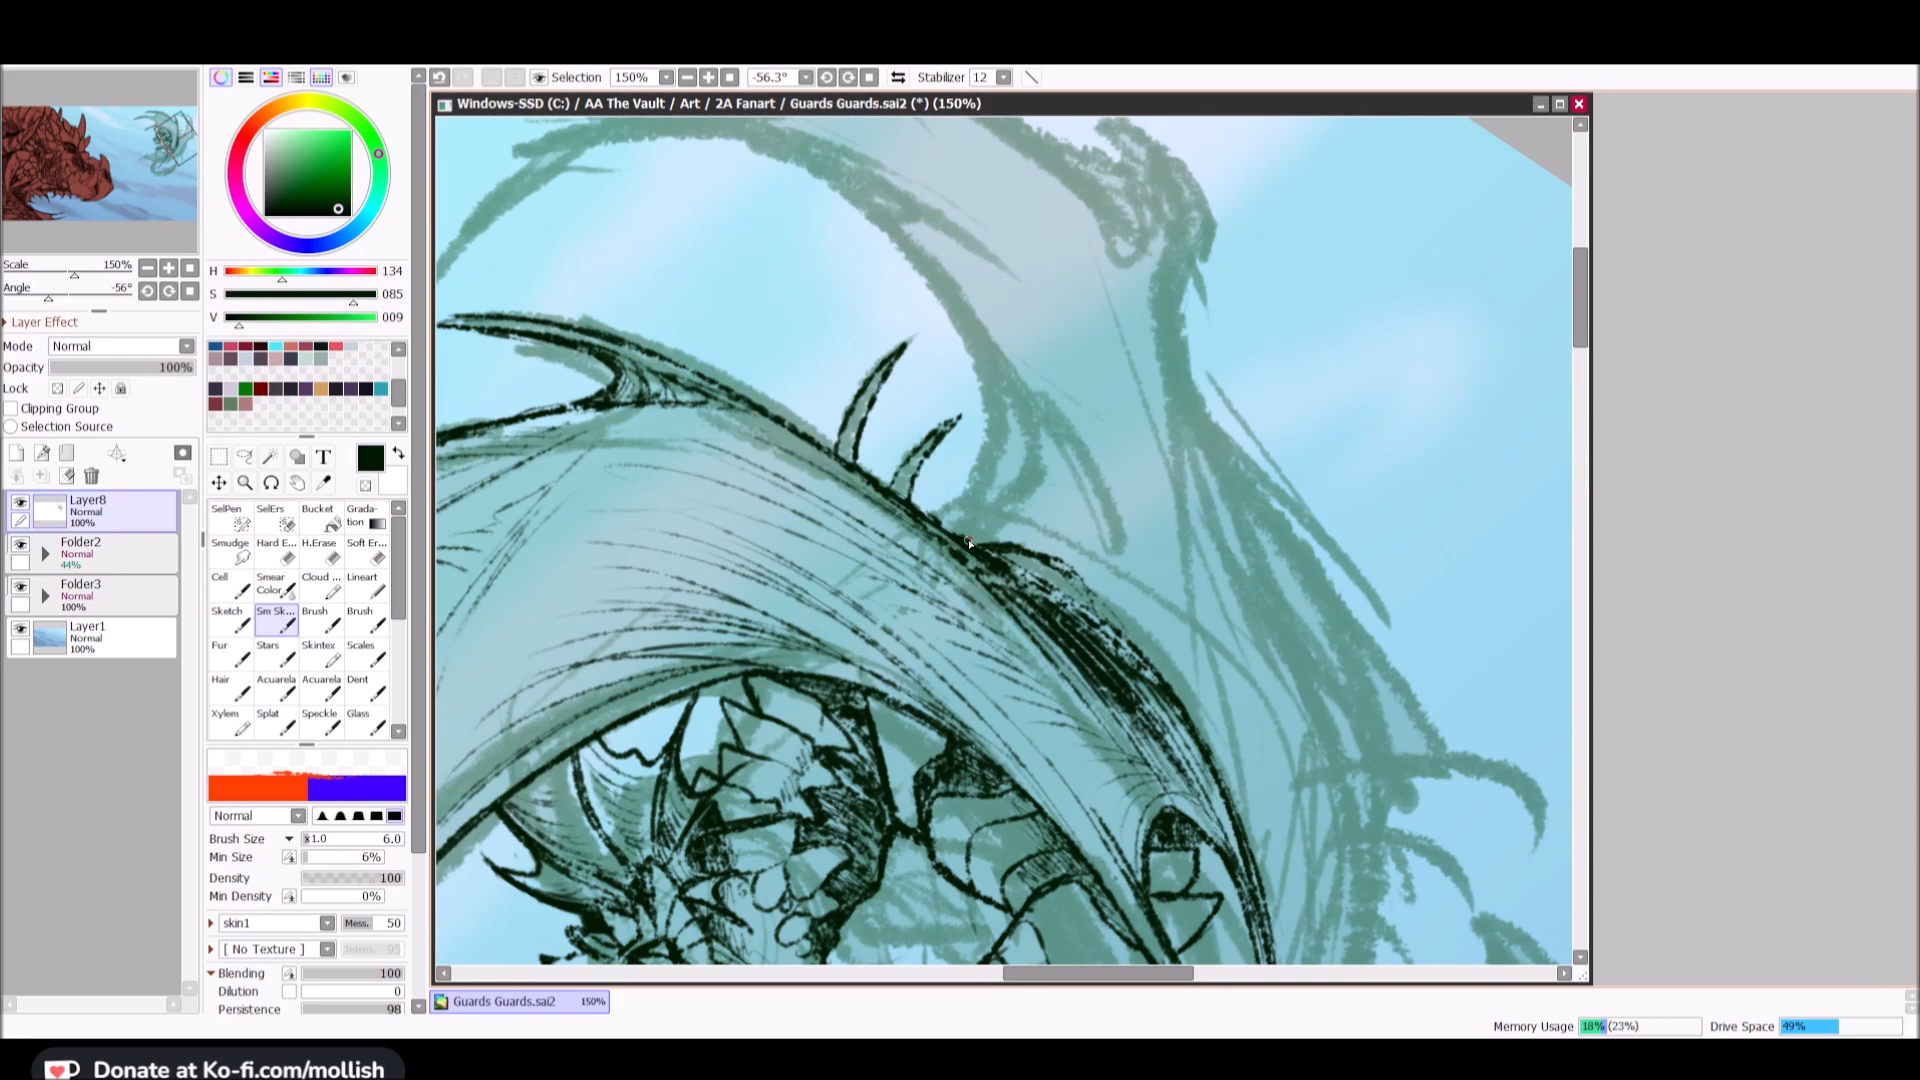 Selection 150% -56.3° Stabilizer 12
Windows-SSD (C:) / AA The Vault / Art / 2A Fanart / Guards Guards.sai2 (*) (150%)
Scale 150%
Angle -56°
Layer Effect
Mode Normal
Opacity 100%
Lock
Clipping Group
Selection Source
Layer8
Normal
100%
Folder2
Normal
44%
Folder3
Normal
100%
Layer1
Normal
100%
H 134
S 085
V 009
T
SelPen SelErs Bucket Grada-
tion
Smudge Hard E... H.Erase Soft Er...
Cell Smear Cloud ... Lineart
Color
Sketch Sm Sk... Brush Brush
Fur Stars Skintex Scales
Hair Acuarela Acuarela Dent
Xylem Splat Speckle Glass
Normal
Brush Size x1.0 6.0
Min Size 6%
Density 100
Min Density 0%
skin1 Mess. 50
[ No Texture ] Intens. 95
Blending 100
Dilution 0
Persistence 98
Guards Guards.sai2 150%
Memory Usage 18% (23%) Drive Space 49%
Donate at Ko-fi.com/mollish